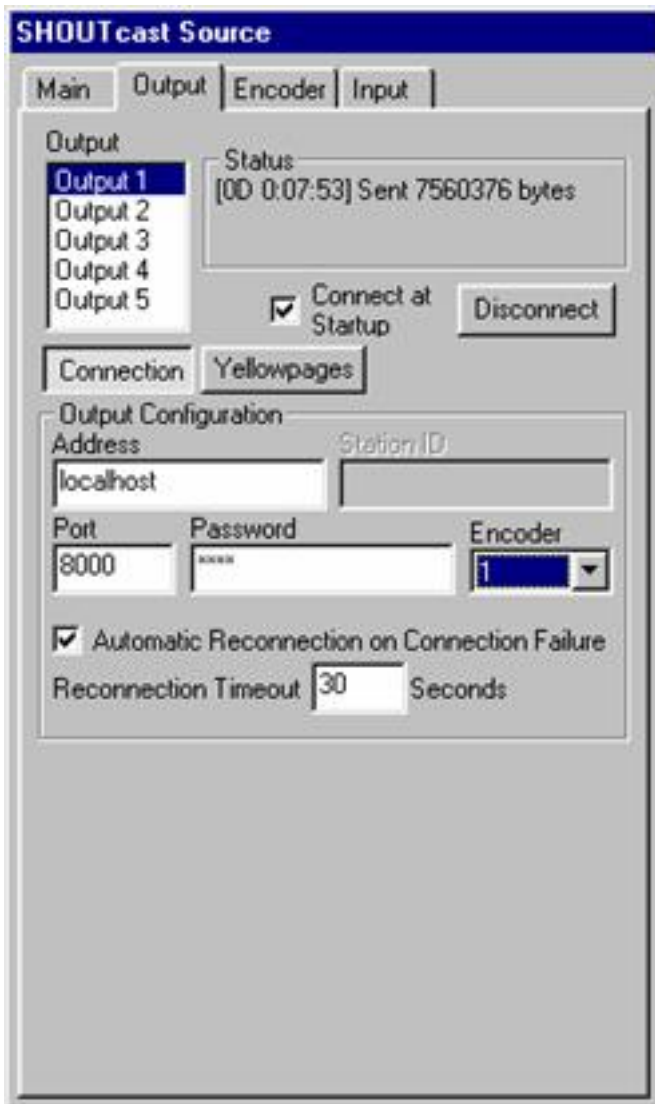 SHOUTcast Source
Main Output Encoder Input
Output
Output 1
Output 2
Output 3
Output 4
Output 5
Status
[0D 0:07:53] Sent 7560376 bytes
Connect at
Startup
Disconnect
Connection Yellowpages
Output Configuration
Address Station ID
localhost
Port Password Encoder
8000 **** 1
Automatic Reconnection on Connection Failure
Reconnection Timeout 30 Seconds